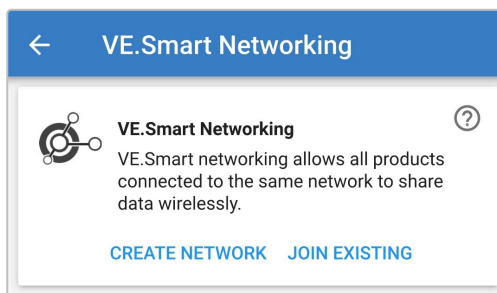 VE.Smart Networking
VE.Smart Networking
VE.Smart networking allows all products
connected to the same network to share
data wirelessly.
CREATE NETWORK JOIN EXISTING